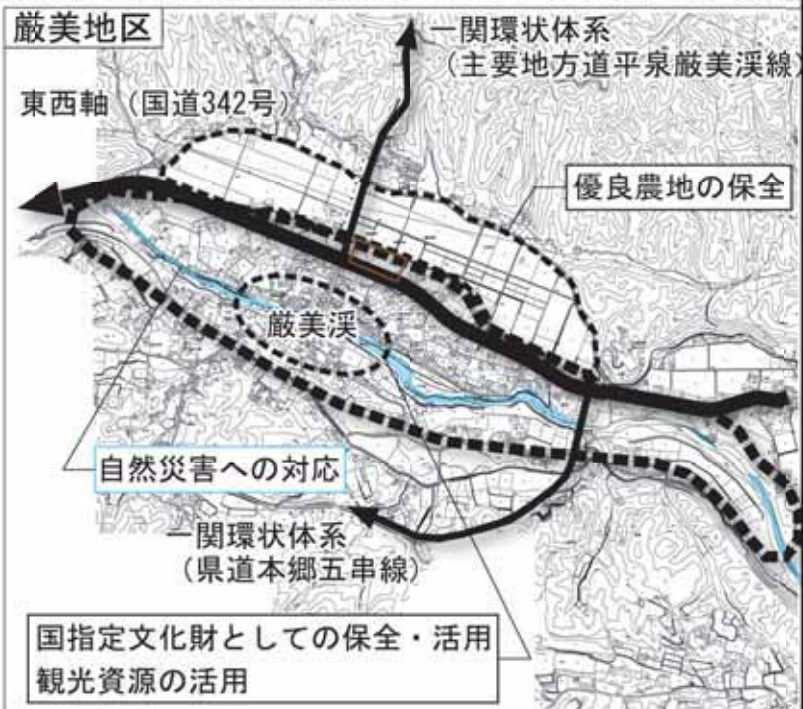 厳美地区
一関環状体系
(主要地方道平泉厳美渓線)
東西軸（国道342号）
優良農地の保全
厳美渓
自然災害への対応
一関環状体系
（県道本郷五串線）
国指定文化財としての保全・活用
観光資源の活用